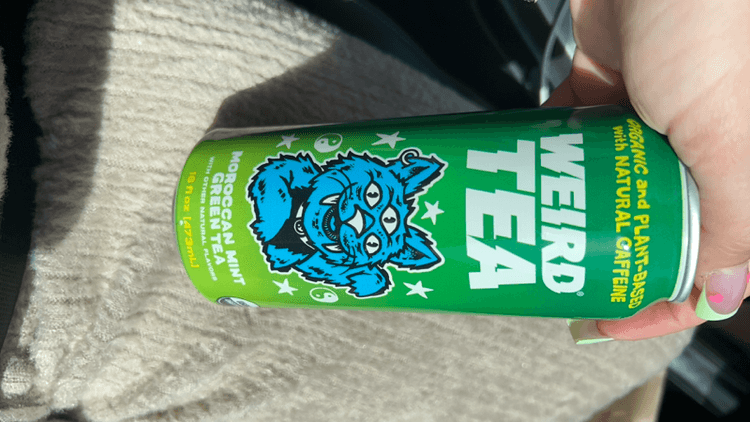 ORGANIC and PLANT-BASED
with NATURAL CAFFEINE
WEIRD®
TEA
MOROCCAN MINT
GREEN TEA
WITH OTHER NATURAL FLAVORS
16 fl oz (473mL)